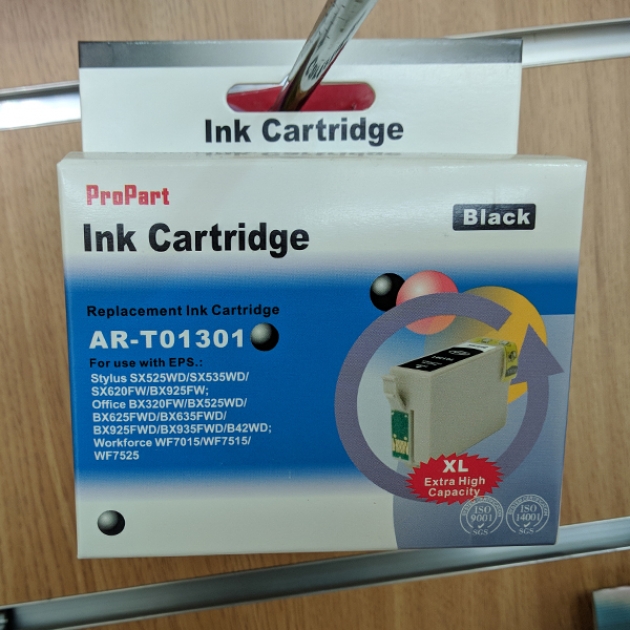 Ink Cartridge
ProPart
Ink Cartridge
Black
Replacement Ink Cartridge
AR-T01301
For use with EPS.:
Stylus SX525WD/SX535WD/
SX620FW/BX925FW;
Office BX320FW/BX525WD/
BX625FWD/BX635FWD/
BX925FWD/BX935FWD/B42WD;
Workforce WF7015/WF7515/
WF7525
XL
Extra High
Capacity
ISO
9001
SGS
ISO
14001
SGS